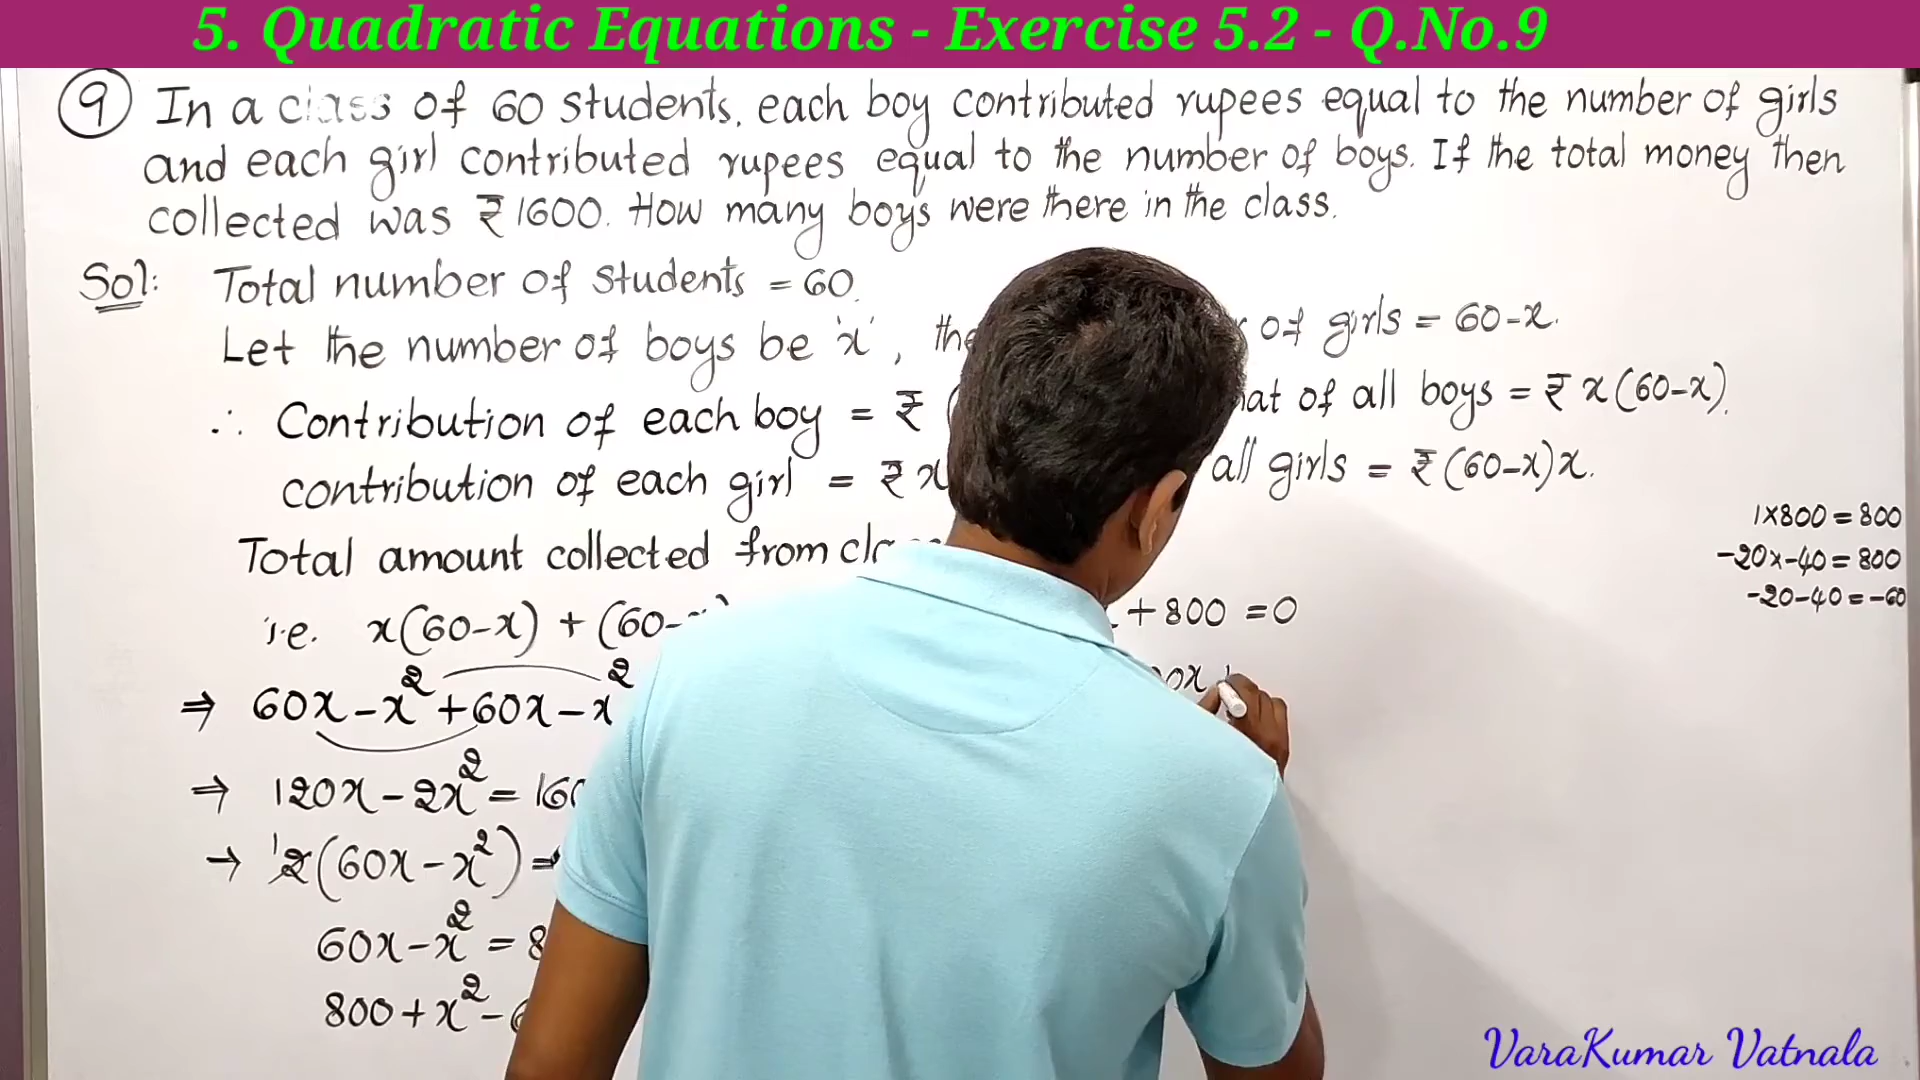 5. Quadratic Equations - Exercise 5.2 - Q.No.9
9 In a class of 60 students, each boy contributed rupees equal to the number of girls
and each girl contributed rupees equal to the number of boys. If the total money then
collected was ₹1600. How many boys were there in the class.
Sol: Total number of students = 60.
Let the number of boys be 'x', of girls = 60-x.
∴ Contribution of each boy = ₹ of all boys = ₹ x(60-x).
contribution of each girl = ₹ x all girls = ₹ (60-x)x.
Total amount collected from
i.e. x(60-x) + (60-
⇒ 60x - x² + 60x - x²
⇒ 120x - 2x² =
→ 2(60x - x²) =
60x - x² =
800 + x² -
+ 800 = 0
1×800 = 800
-20×-40 = 800
-20-40 = -60
VaraKumar Vatnala